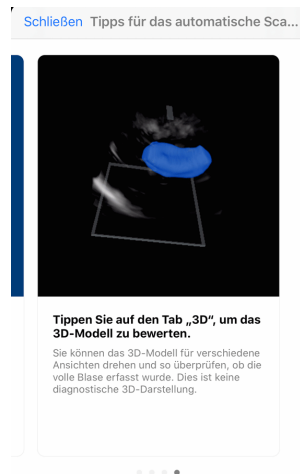 Schließen Tipps für das automatische Sca...
Tippen Sie auf den Tab „3D“, um das
3D-Modell zu bewerten.
Sie können das 3D-Modell für verschiedene
Ansichten drehen und so überprüfen, ob die
volle Blase erfasst wurde. Dies ist keine
diagnostische 3D-Darstellung.